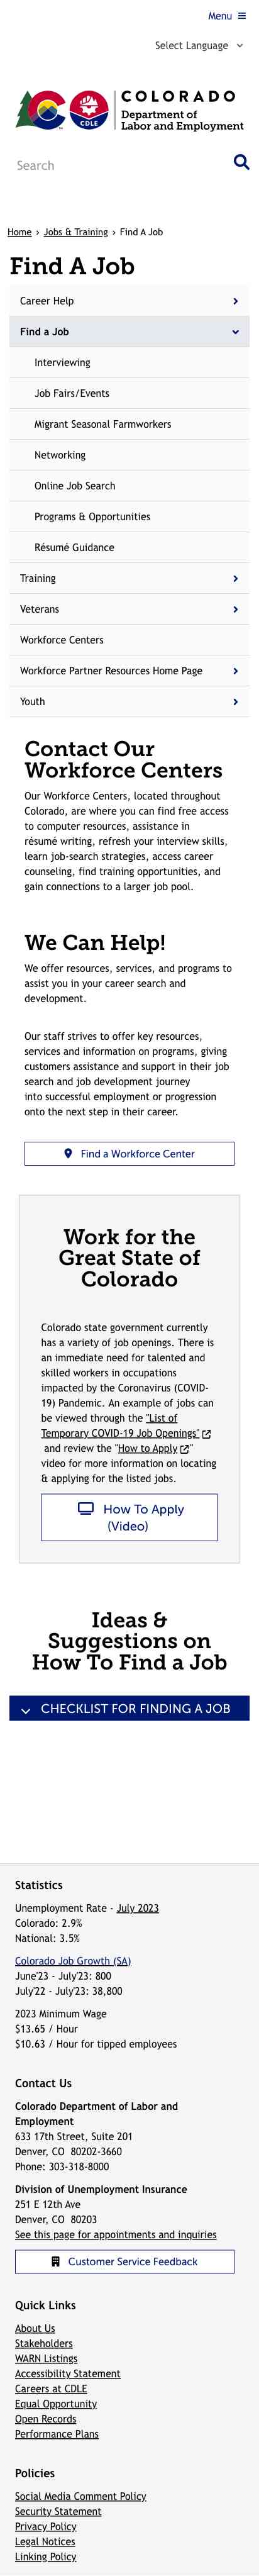 Menu
Select Language
CDLE
COLORADO
Department of
Labor and Employment
Search
Home › Jobs & Training › Find A Job
Find A Job
Career Help
Find a Job
Interviewing
Job Fairs/Events
Migrant Seasonal Farmworkers
Networking
Online Job Search
Programs & Opportunities
Résumé Guidance
Training
Veterans
Workforce Centers
Workforce Partner Resources Home Page
Youth
Contact Our
Workforce Centers
Our Workforce Centers, located throughout
Colorado, are where you can find free access
to computer resources, assistance in
résumé writing, refresh your interview skills,
learn job-search strategies, access career
counseling, find training opportunities, and
gain connections to a larger job pool.
We Can Help!
We offer resources, services, and programs to
assist you in your career search and
development.
Our staff strives to offer key resources,
services and information on programs, giving
customers assistance and support in their job
search and job development journey
into successful employment or progression
onto the next step in their career.
Find a Workforce Center
Work for the
Great State of
Colorado
Colorado state government currently
has a variety of job openings. There is
an immediate need for talented and
skilled workers in occupations
impacted by the Coronavirus (COVID-
19) Pandemic. An example of jobs can
be viewed through the "List of
Temporary COVID-19 Job Openings"
and review the "How to Apply"
video for more information on locating
& applying for the listed jobs.
How To Apply
(Video)
Ideas &
Suggestions on
How To Find a Job
CHECKLIST FOR FINDING A JOB
Statistics
Unemployment Rate - July 2023
Colorado: 2.9%
National: 3.5%
Colorado Job Growth (SA)
June'23 - July'23: 800
July'22 - July'23: 38,800
2023 Minimum Wage
$13.65 / Hour
$10.63 / Hour for tipped employees
Contact Us
Colorado Department of Labor and
Employment
633 17th Street, Suite 201
Denver, CO 80202-3660
Phone: 303-318-8000
Division of Unemployment Insurance
251 E 12th Ave
Denver, CO 80203
See this page for appointments and inquiries
Customer Service Feedback
Quick Links
About Us
Stakeholders
WARN Listings
Accessibility Statement
Careers at CDLE
Equal Opportunity
Open Records
Performance Plans
Policies
Social Media Comment Policy
Security Statement
Privacy Policy
Legal Notices
Linking Policy